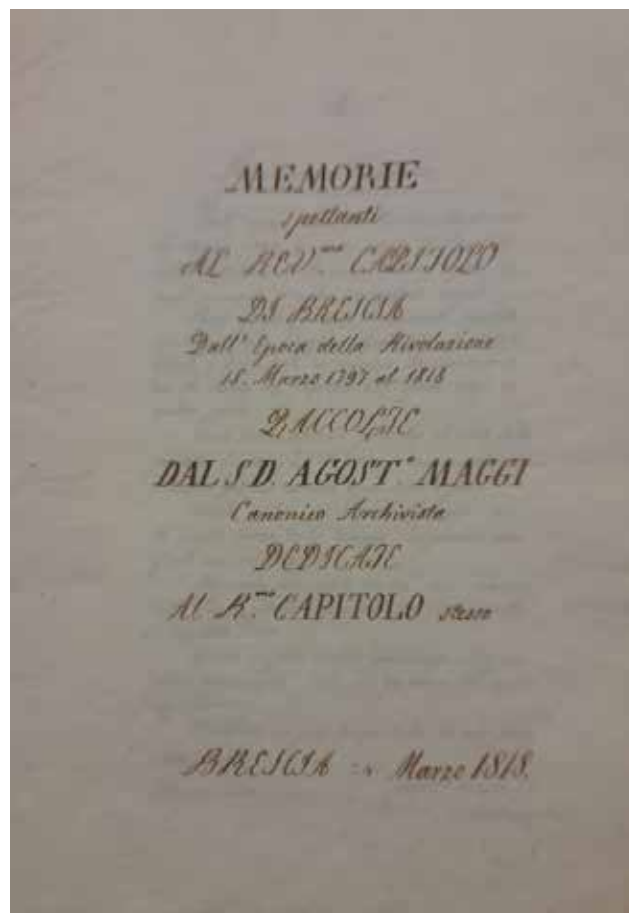 MEMORIE
spettanti
AL REV.mo CAPITOLO
DI BRESCIA
Dall' Epoca della Rivoluzione
18. Marzo 1797 al 1818
RACCOLTE
DAL S.D. AGOST.o MAGGI
Canonico Archivista
DEDICATE
Al R.mo CAPITOLO stesso
BRESCIA Marzo 1818.